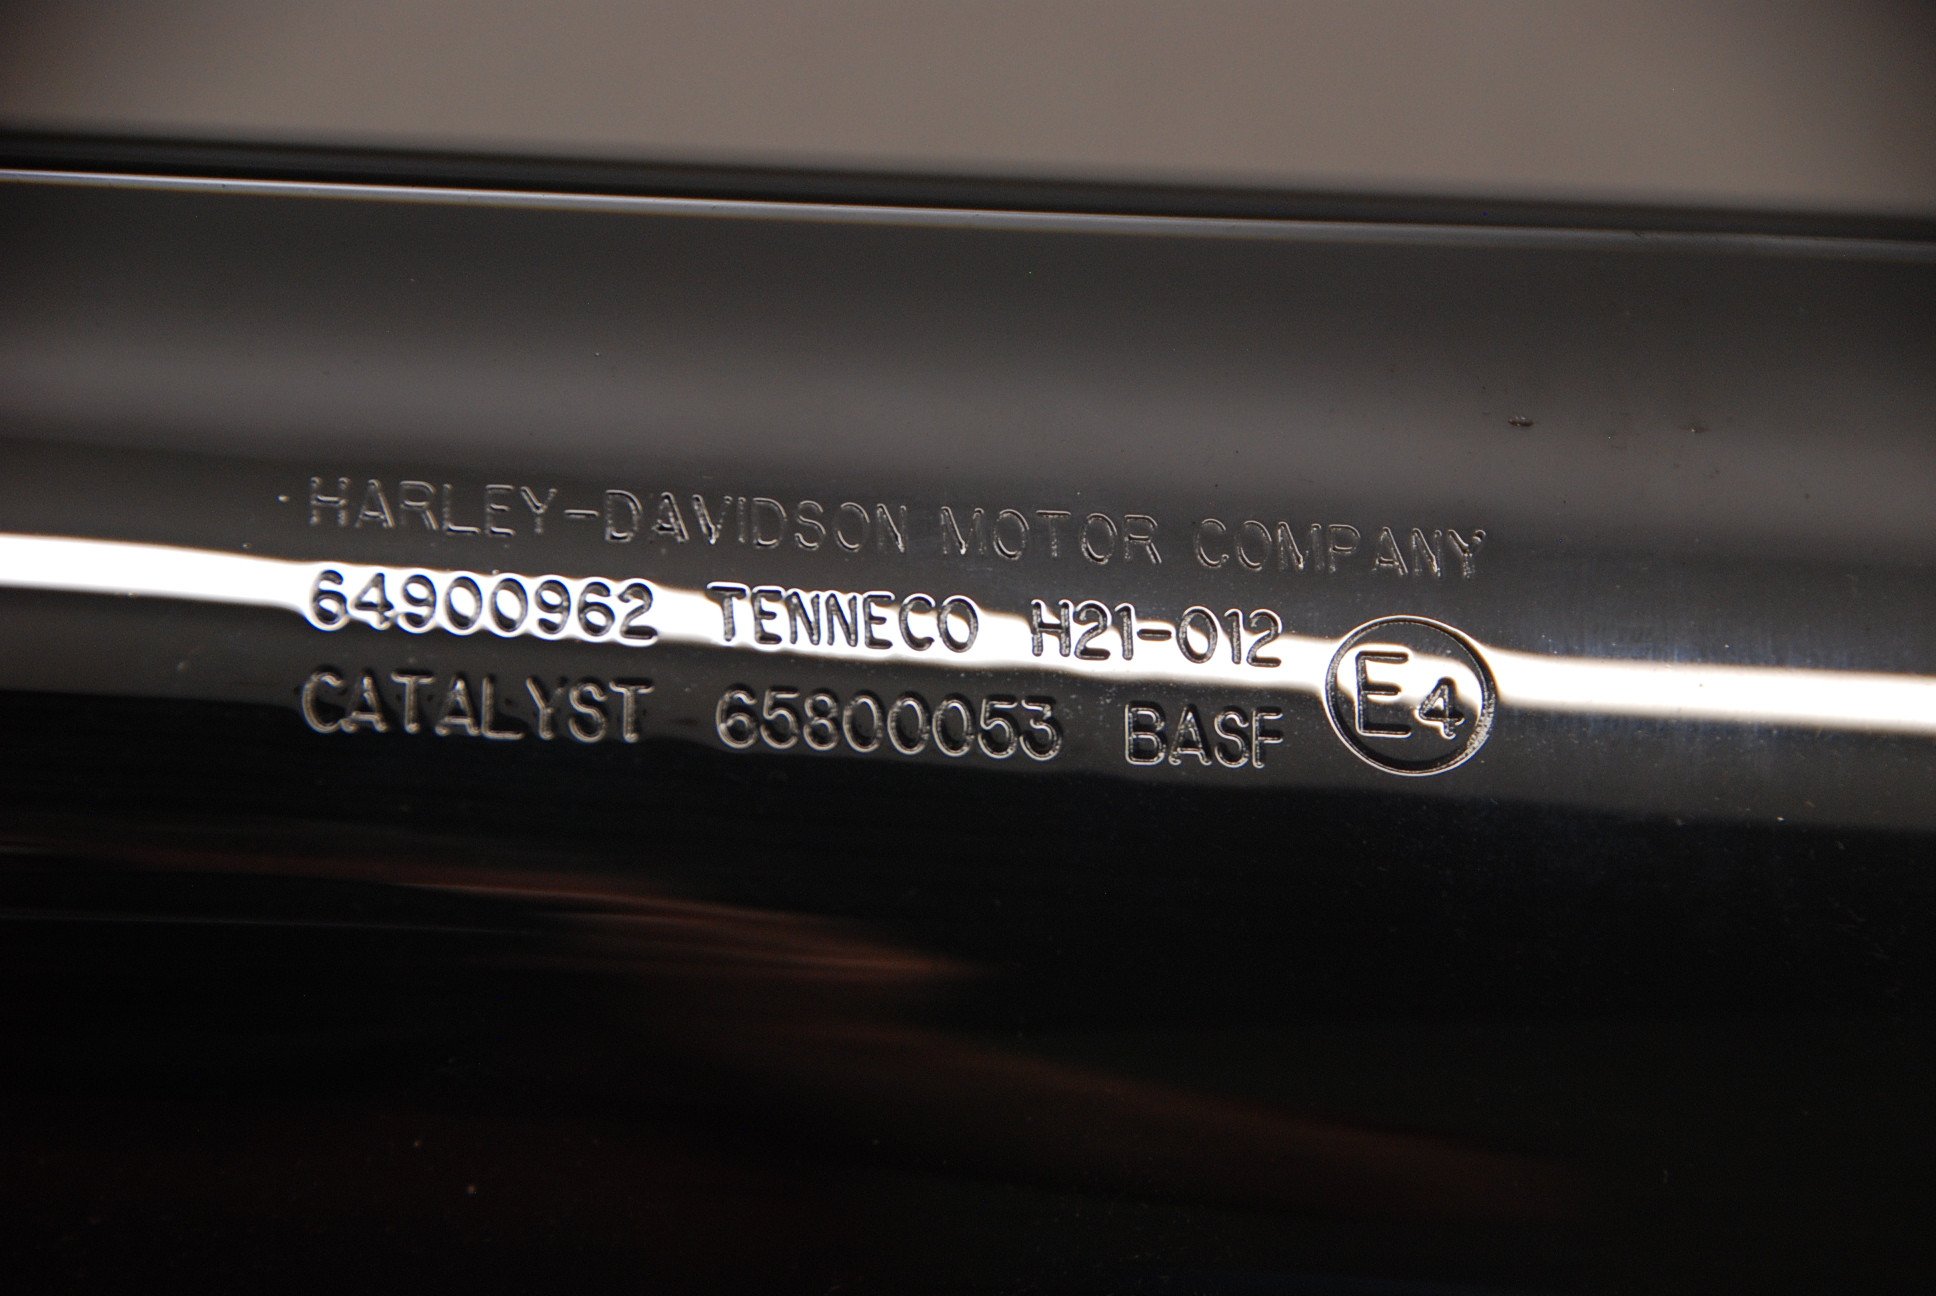 HARLEY-DAVIDSON MOTOR COMPANY
64900962 TENNECO H21-012
CATALYST 65800053 BASF
E4